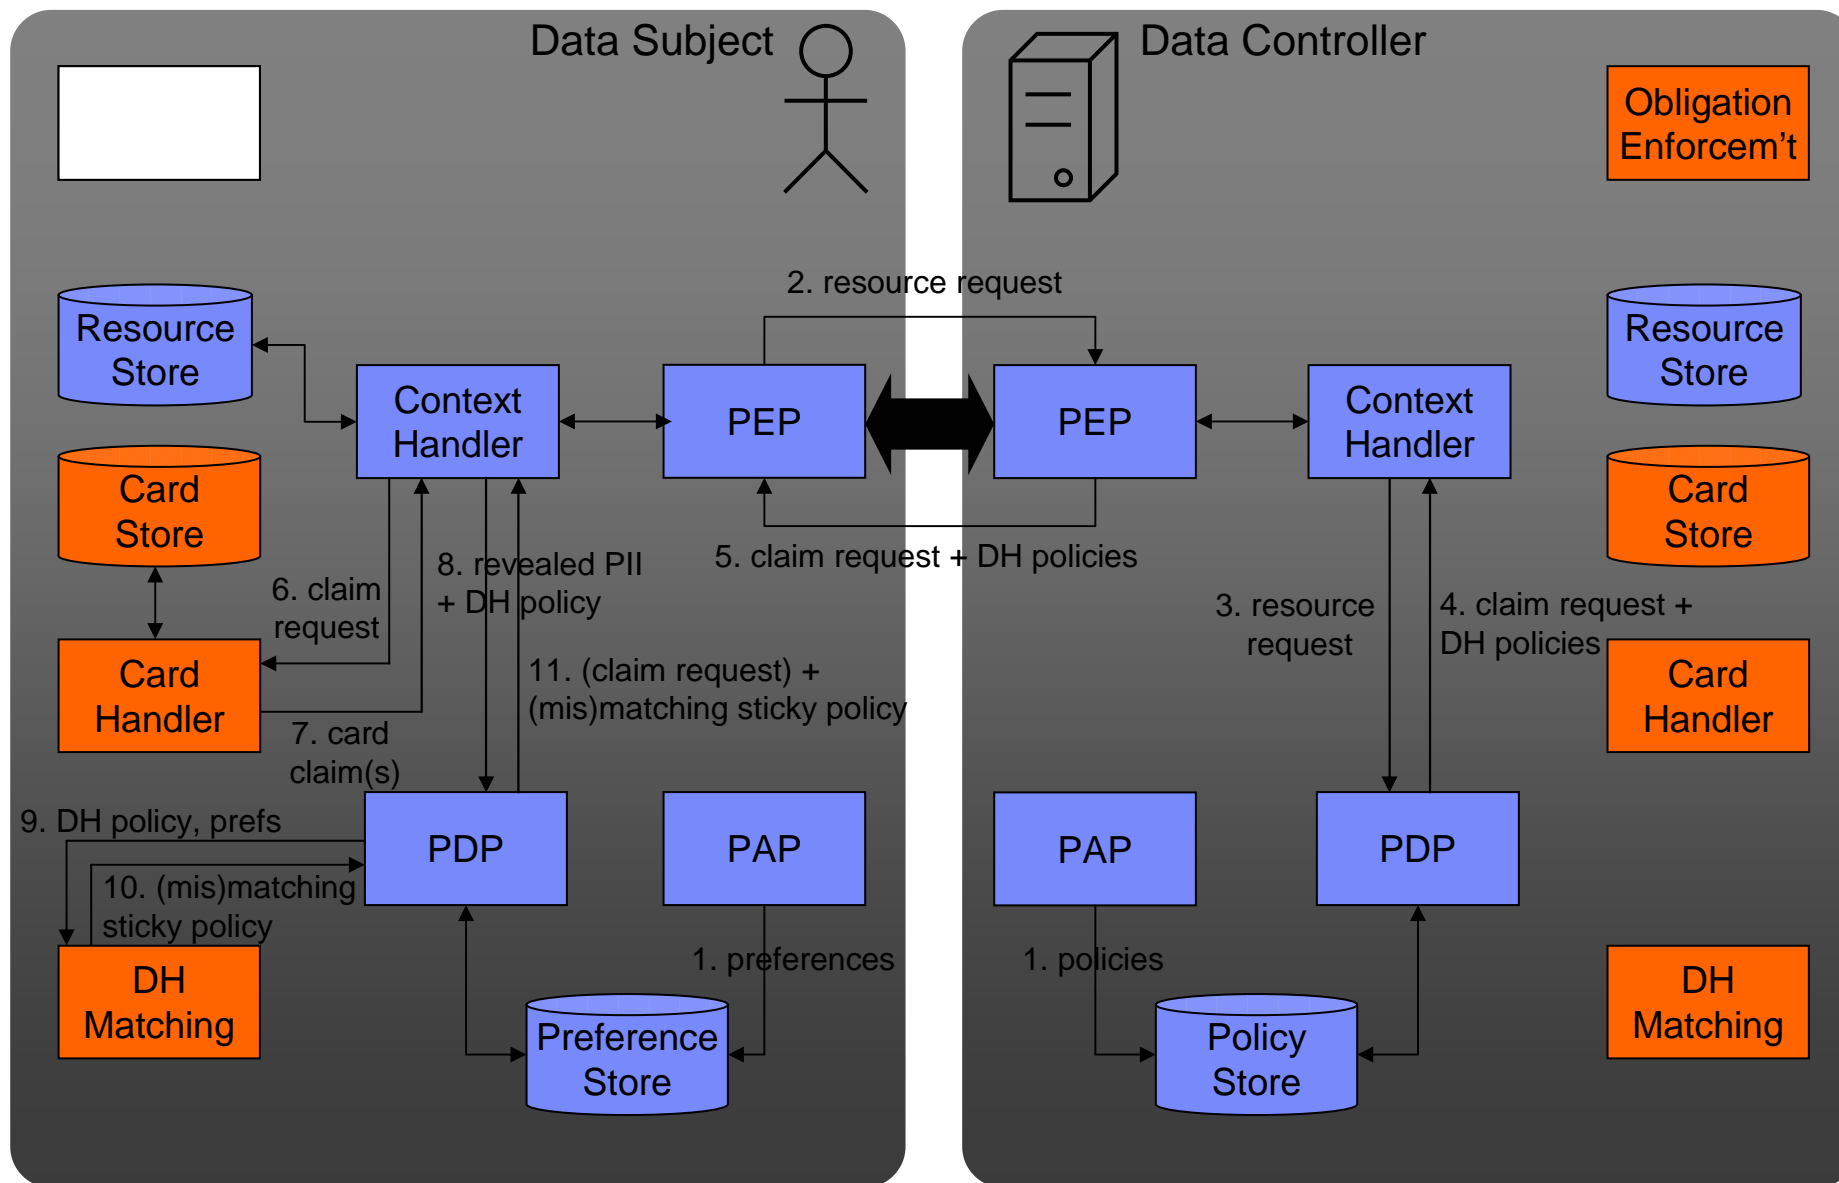 Data Subject
Data Controller
Obligation
Enforcem't
2. resource request
Resource
Store
Context
Handler
PEP
PEP
Context
Handler
Resource
Store
Card
Store
5. claim request + DH policies
Card
Store
6. claim
request
8. revealed PII
+ DH policy
3. resource
request
4. claim request +
DH policies
Card
Handler
11. (claim request) +
(mis)matching sticky policy
Card
Handler
7. card
claim(s)
9. DH policy, prefs
PDP
PAP
PAP
PDP
10. (mis)matching
sticky policy
1. preferences
1. policies
DH
Matching
Preference
Store
Policy
Store
DH
Matching